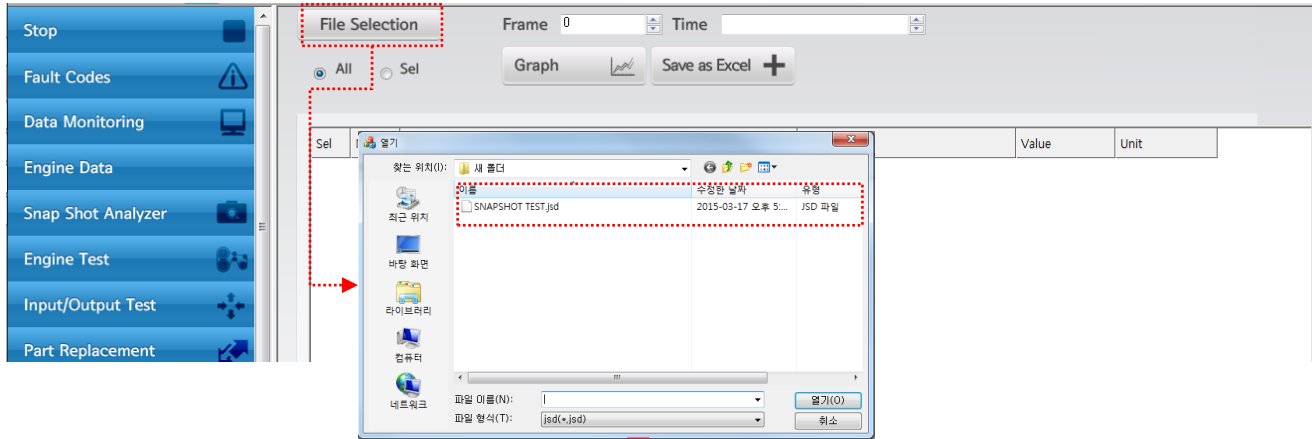 Stop
Fault Codes
Data Monitoring
Engine Data
Snap Shot Analyzer
Engine Test
Input/Output Test
Part Replacement
File Selection
Frame 0
Time
All
Sel
Graph
Save as Excel
Sel
Value
Unit
열기
찾는 위치(I):
새 폴더
이름
수정한 날짜
유형
SNAPSHOT TEST.jsd
2015-03-17 오후 5:...
JSD 파일
최근 위치
바탕 화면
라이브러리
컴퓨터
네트워크
파일 이름(N):
열기(O)
파일 형식(T):
jsd(*.jsd)
취소